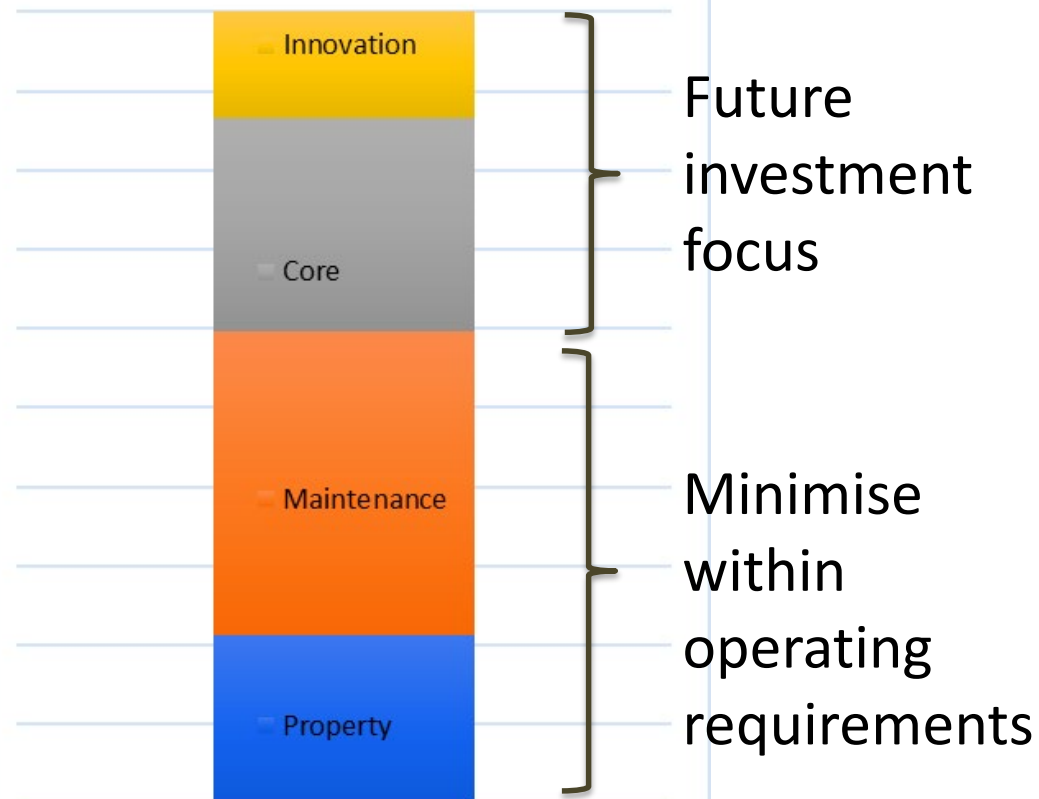 Innovation
Core
Maintenance
Property
Future
investment
focus
Minimise
within
operating
requirements